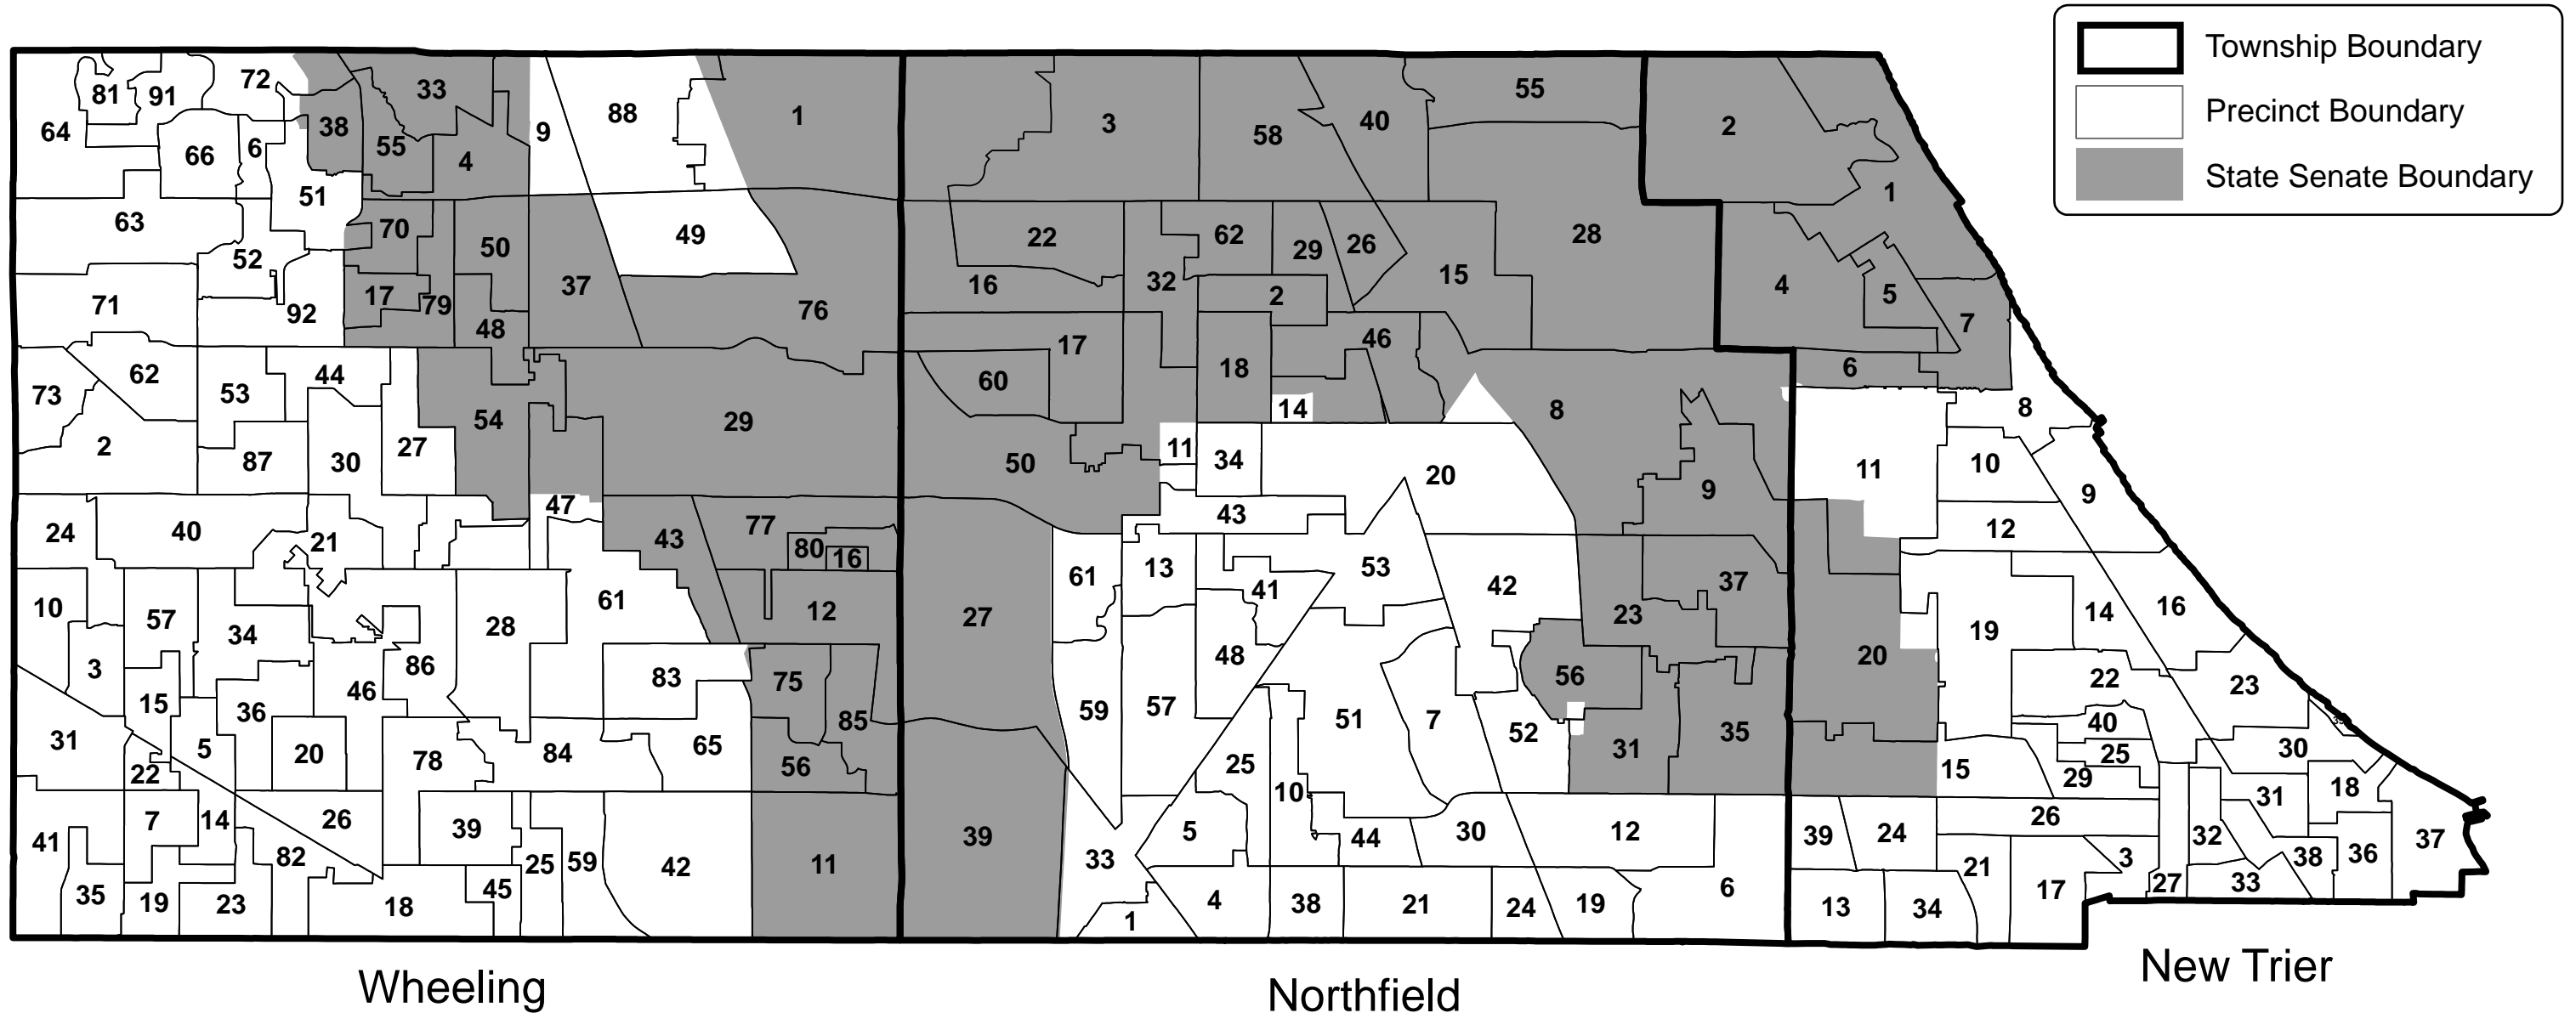 Township Boundary
Precinct Boundary
State Senate Boundary
81 91 72 33 88 1 3 58 40 55 2
64 38 9
66 6 55 4
51 1
63 70 50 49 22 62 29 26 28
52 37 16 32 15 4
71 92 17 79 48 76 2 5
7
73 62 53 44 17 60 18 46 6
2 87 30 27 54 29 50 11 34 14 20 8 9 11 8
10 9
24 40 21 47 43 77 80 16 43 12
10 57 34 28 61 12 27 61 13 41 53 42 23 37 14 16
3 15 36 46 86 83 75 85 59 57 48 51 7 52 56 35 20 19 22 23
31 22 5 20 78 84 65 56 25 10 31 15 40 25 29 30 18
41 7 14 26 39 39 33 5 44 30 12 39 24 26 31 32 37
35 19 23 82 18 45 25 59 42 11 1 4 38 21 24 19 6 13 34 21 17 3 27 33 38 36
Wheeling
Northfield
New Trier